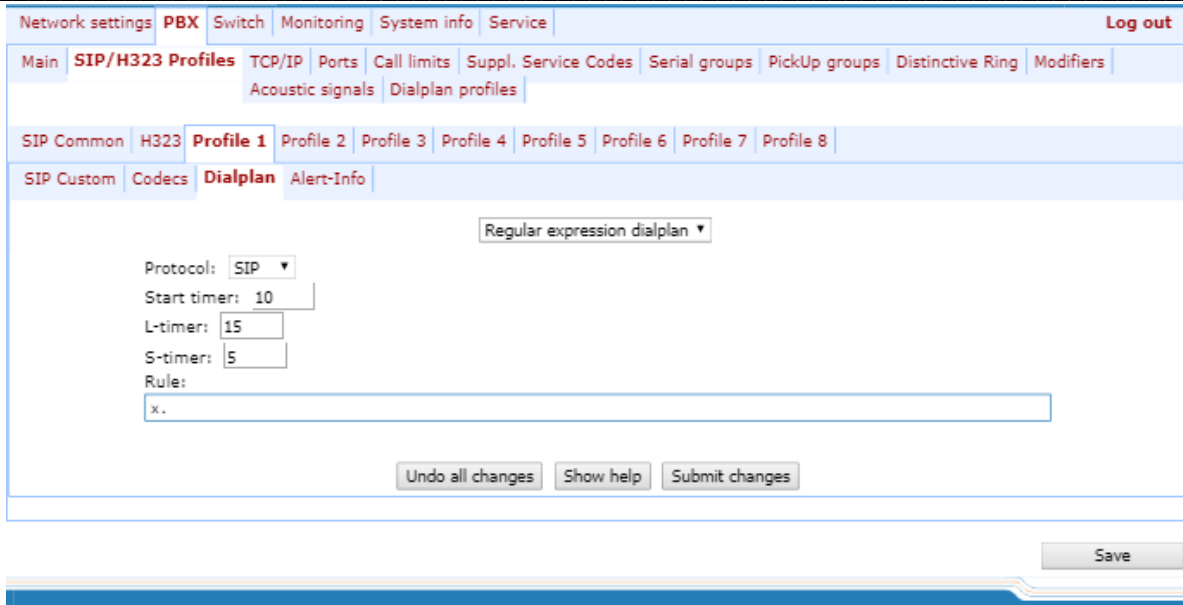 Network settings PBX Switch Monitoring System info Service Log out
Main SIP/H323 Profiles TCP/IP Ports Call limits Suppl. Service Codes Serial groups PickUp groups Distinctive Ring Modifiers
Acoustic signals Dialplan profiles
SIP Common H323 Profile 1 Profile 2 Profile 3 Profile 4 Profile 5 Profile 6 Profile 7 Profile 8
SIP Custom Codecs Dialplan Alert-Info
Regular expression dialplan
Protocol: SIP
Start timer: 10
L-timer: 15
S-timer: 5
Rule:
x.
Undo all changes Show help Submit changes
Save